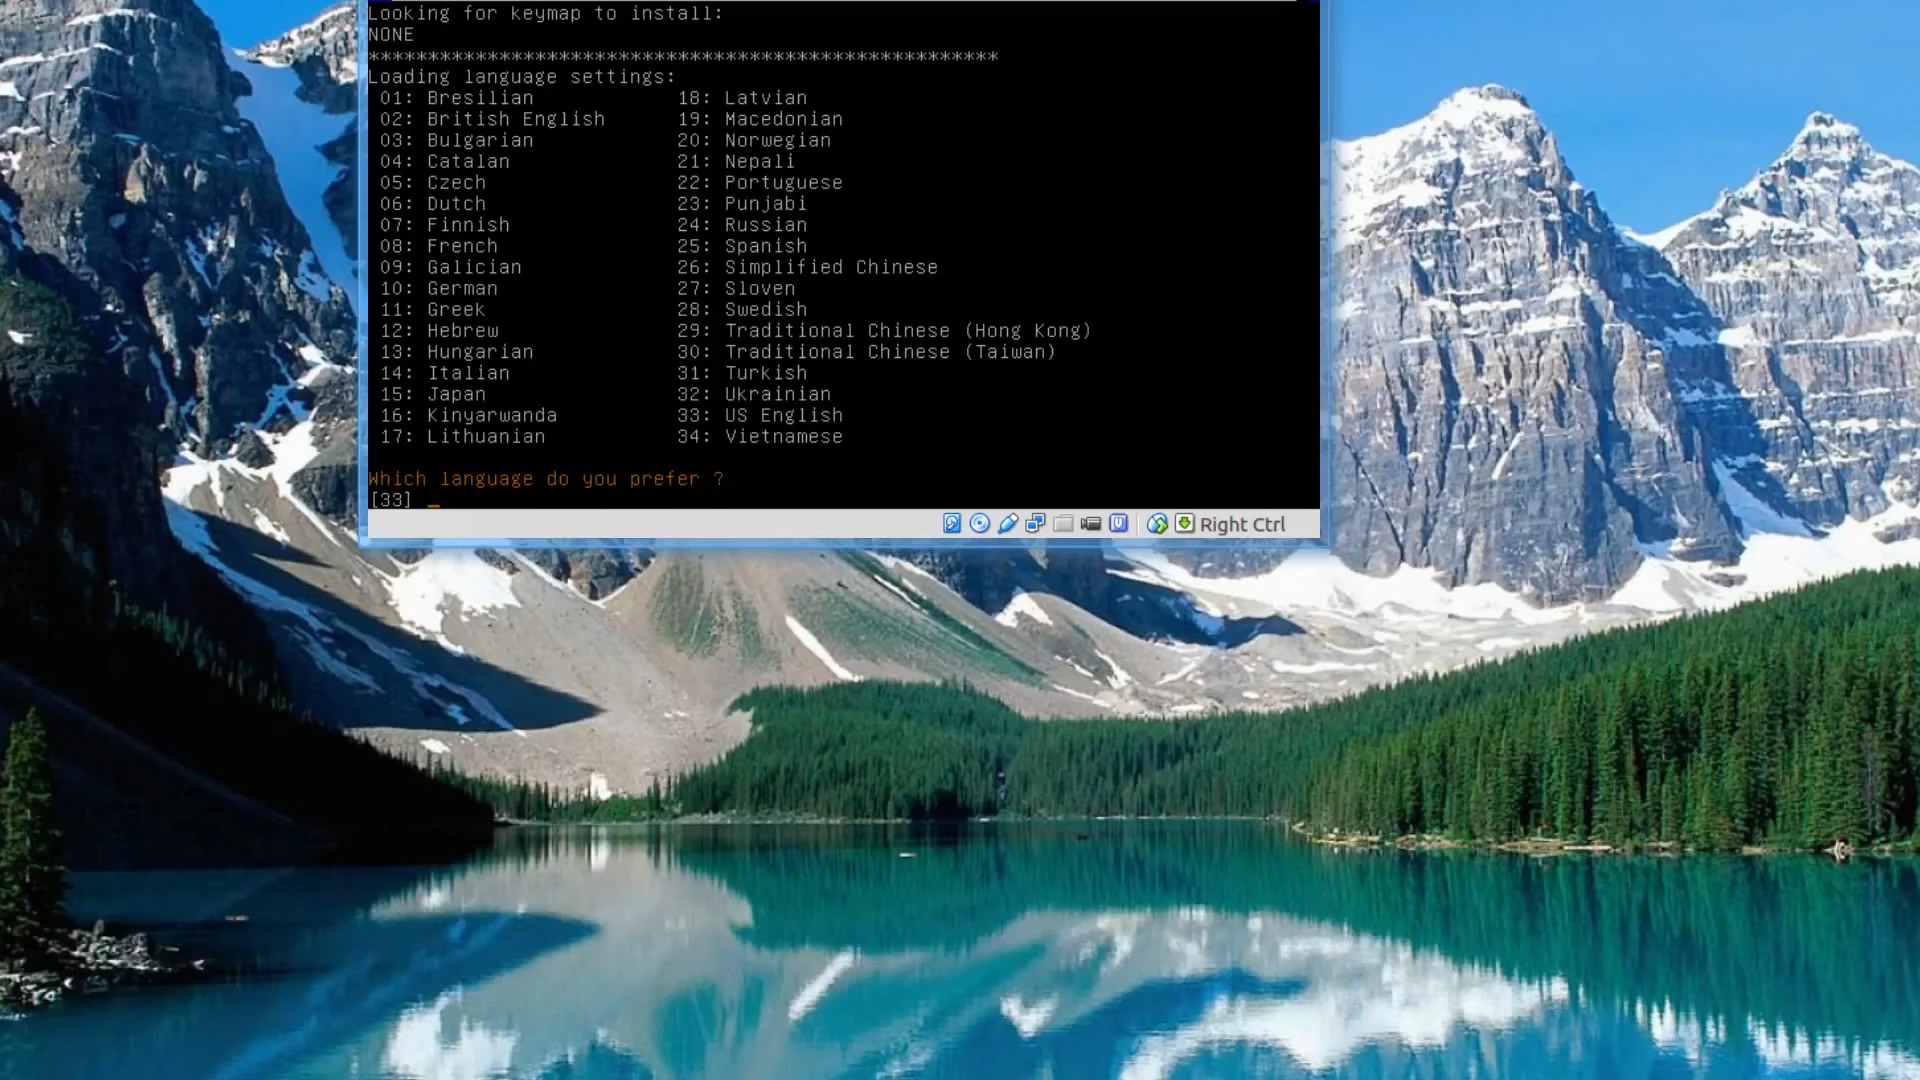 Looking for keymap to install:
NONE
*****************************************************
Loading language settings:
01: Bresilian 18: Latvian
02: British English 19: Macedonian
03: Bulgarian 20: Norwegian
04: Catalan 21: Nepali
05: Czech 22: Portuguese
06: Dutch 23: Punjabi
07: Finnish 24: Russian
08: French 25: Spanish
09: Galician 26: Simplified Chinese
10: German 27: Sloven
11: Greek 28: Swedish
12: Hebrew 29: Traditional Chinese (Hong Kong)
13: Hungarian 30: Traditional Chinese (Taiwan)
14: Italian 31: Turkish
15: Japan 32: Ukrainian
16: Kinyarwanda 33: US English
17: Lithuanian 34: Vietnamese
Which language do you prefer ?
[33] _
Right Ctrl